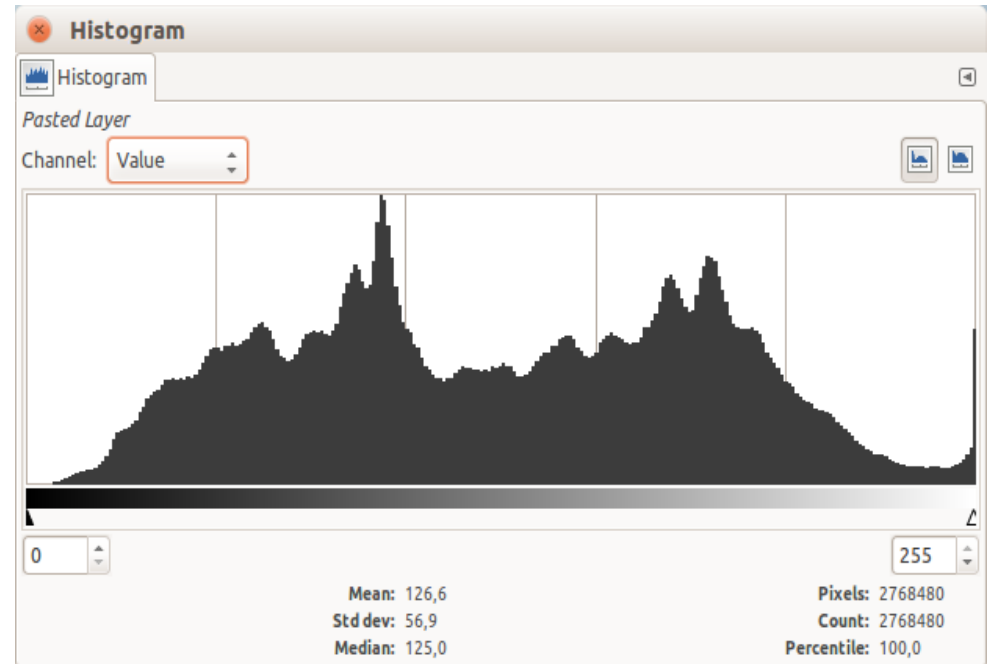 Histogram
Histogram
Pasted Layer
Channel: Value
0 255
Mean: 126,6 Pixels: 2768480
Std dev: 56,9 Count: 2768480
Median: 125,0 Percentile: 100,0